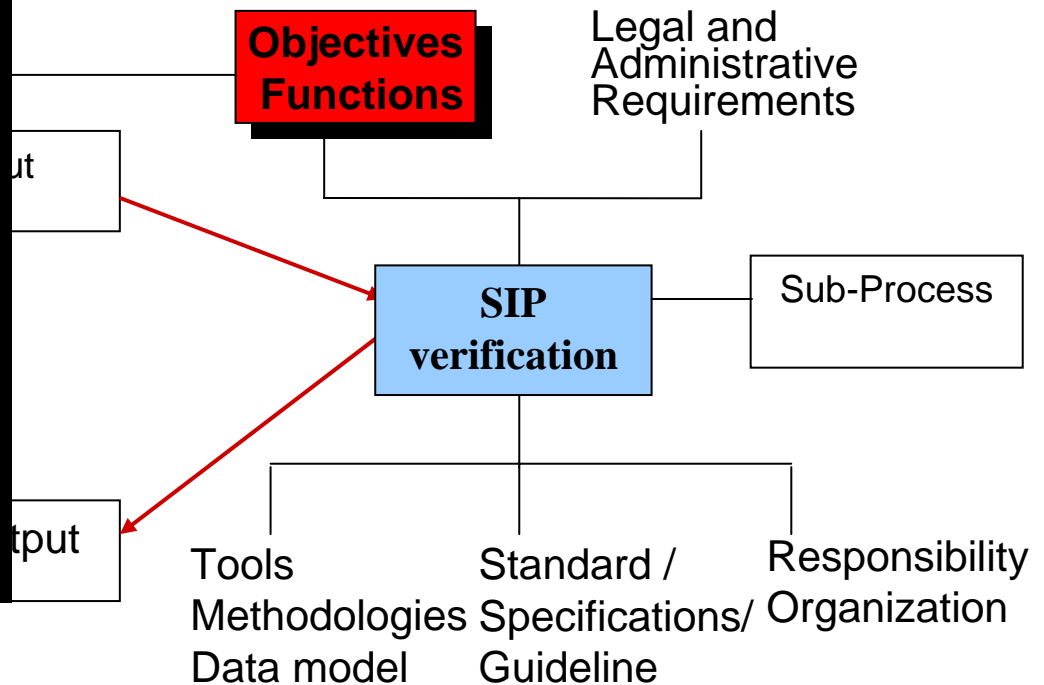 Objectives
Functions
Legal and
Administrative
Requirements
ut
SIP
verification
Sub-Process
tput
Tools
Methodologies
Data model
Standard /
Specifications/
Guideline
Responsibility
Organization